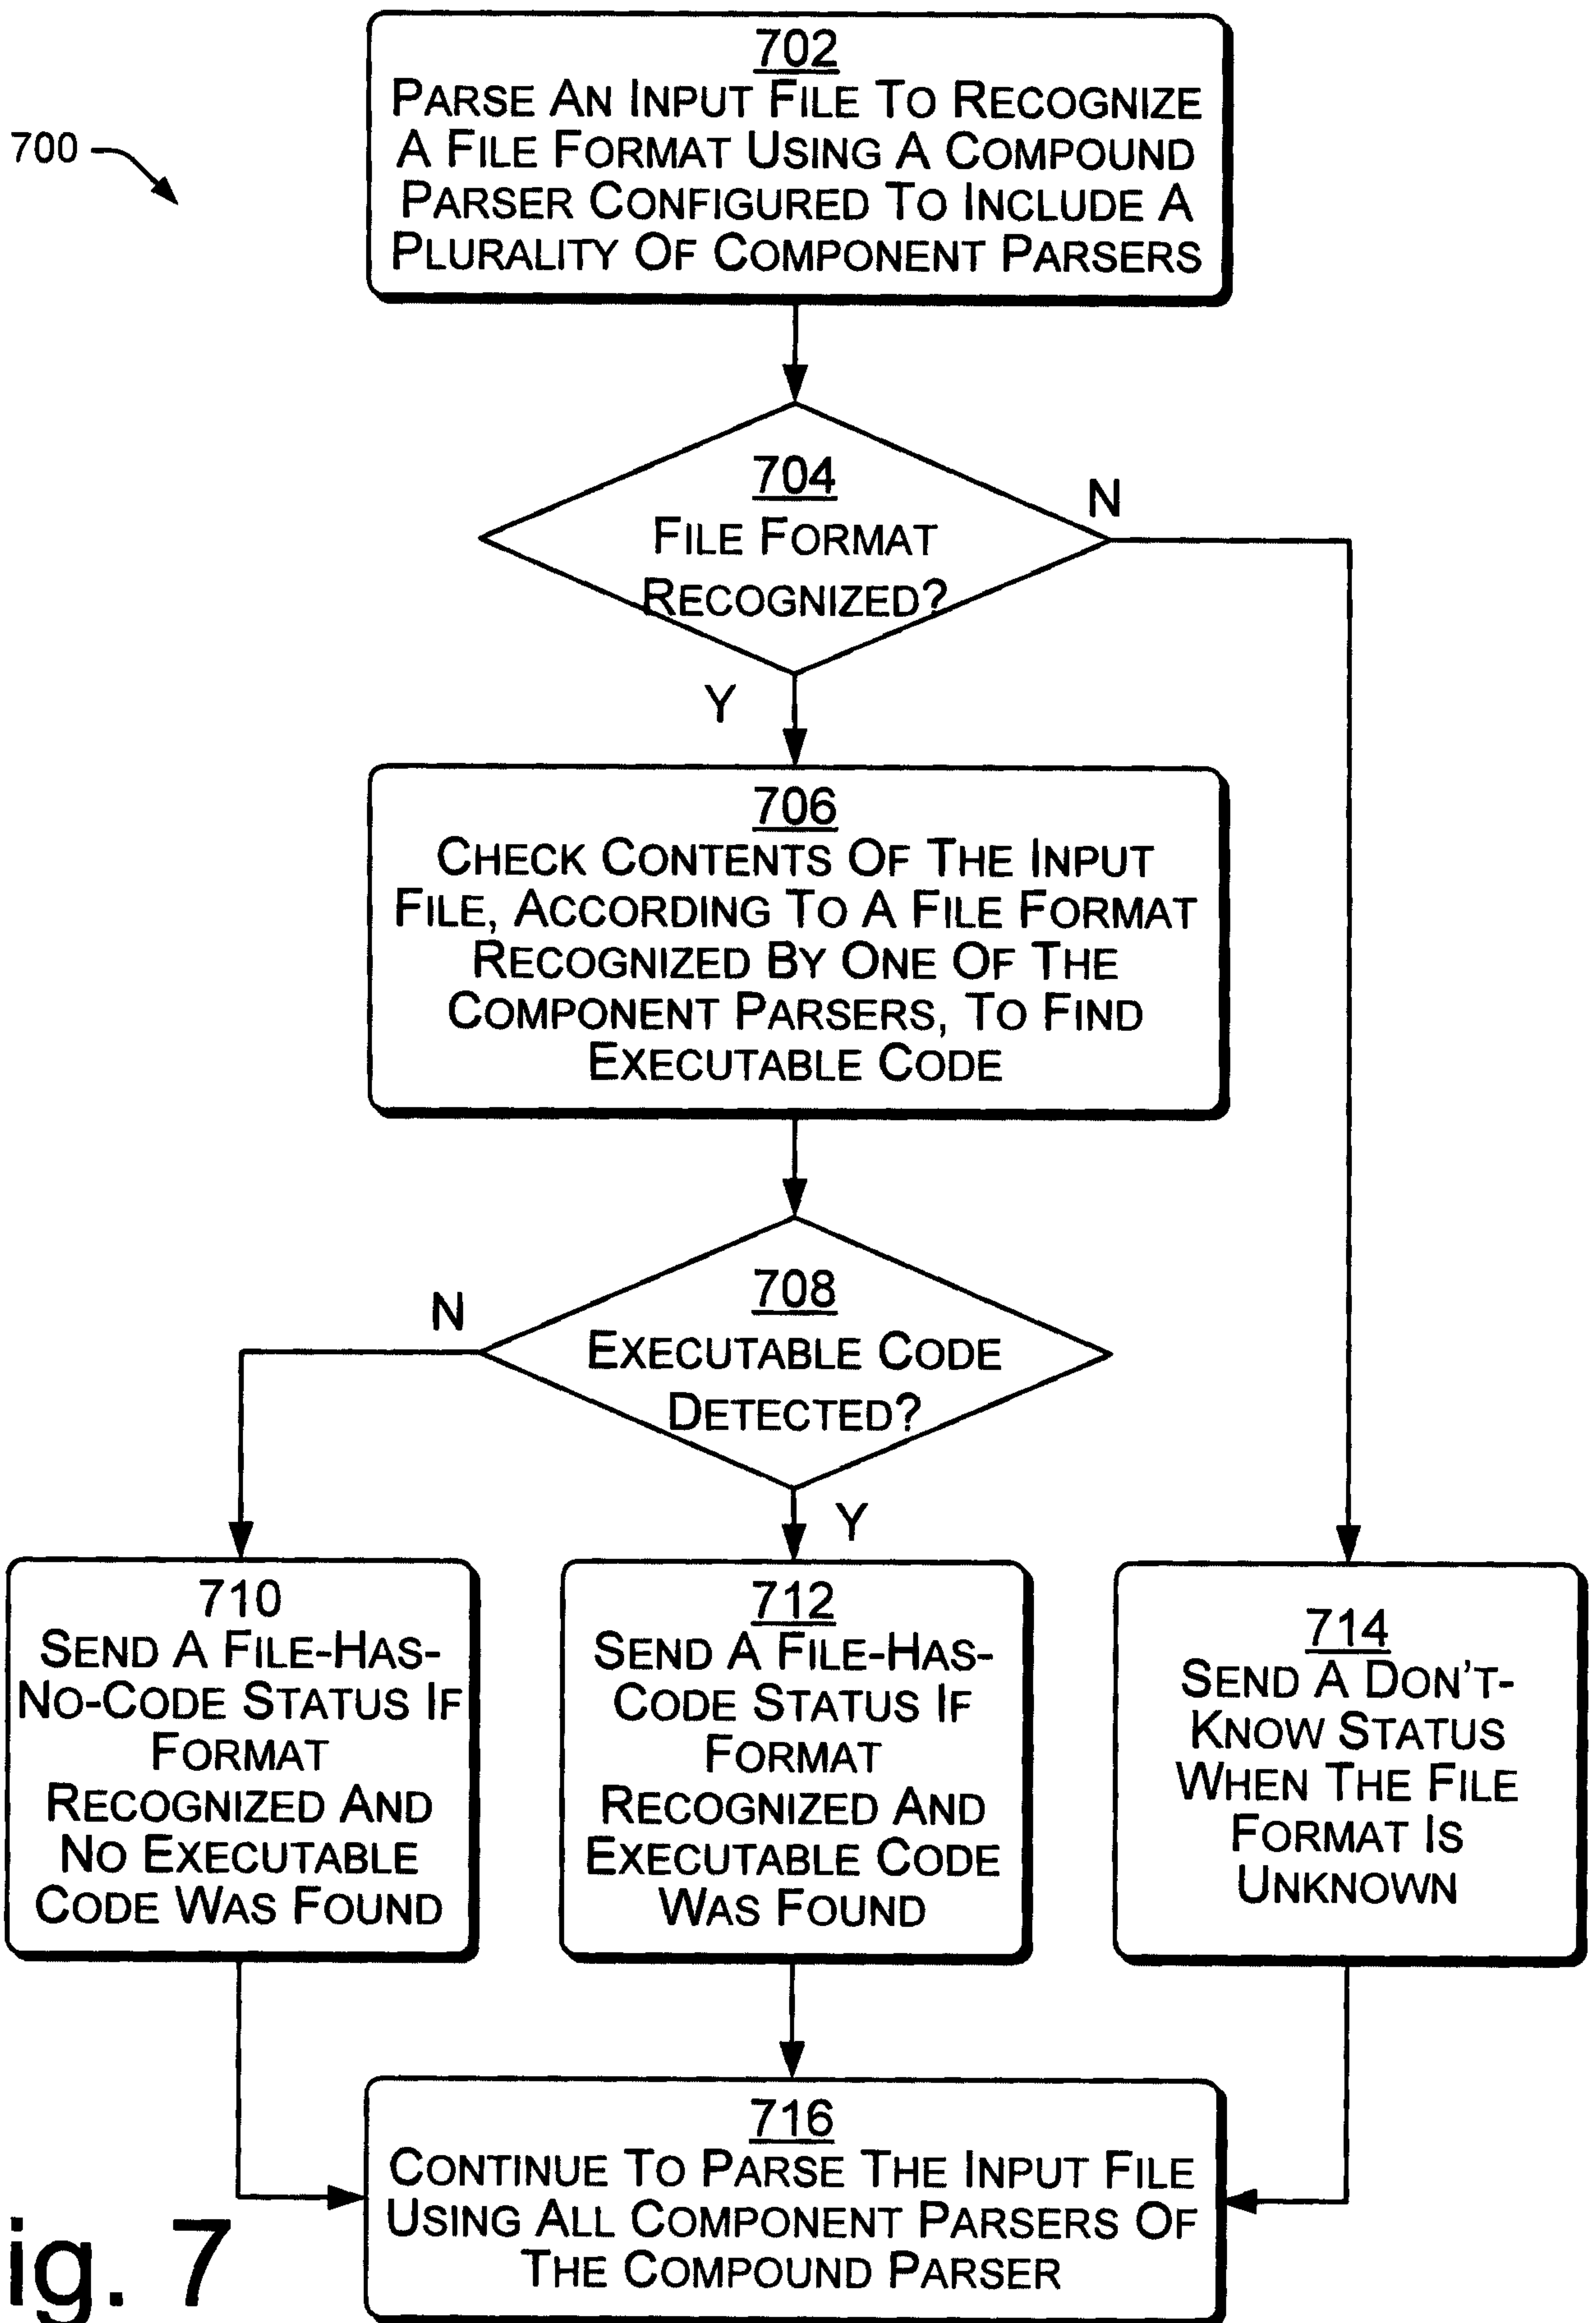 702
PARSE AN INPUT FILE TO RECOGNIZE
A FILE FORMAT USING A COMPOUND
PARSER CONFIGURED TO INCLUDE A
PLURALITY OF COMPONENT PARSERS
700
704
FILE FORMAT
RECOGNIZED?
N
Y
706
CHECK CONTENTS OF THE INPUT
FILE, ACCORDING TO A FILE FORMAT
RECOGNIZED BY ONE OF THE
COMPONENT PARSERS, TO FIND
EXECUTABLE CODE
708
EXECUTABLE CODE
DETECTED?
N
Y
710
SEND A FILE-HAS-
NO-CODE STATUS IF
FORMAT
RECOGNIZED AND
NO EXECUTABLE
CODE WAS FOUND
712
SEND A FILE-HAS-
CODE STATUS IF
FORMAT
RECOGNIZED AND
EXECUTABLE CODE
WAS FOUND
714
SEND A DON'T-
KNOW STATUS
WHEN THE FILE
FORMAT IS
UNKNOWN
716
CONTINUE TO PARSE THE INPUT FILE
USING ALL COMPONENT PARSERS OF
THE COMPOUND PARSER
ig. 7